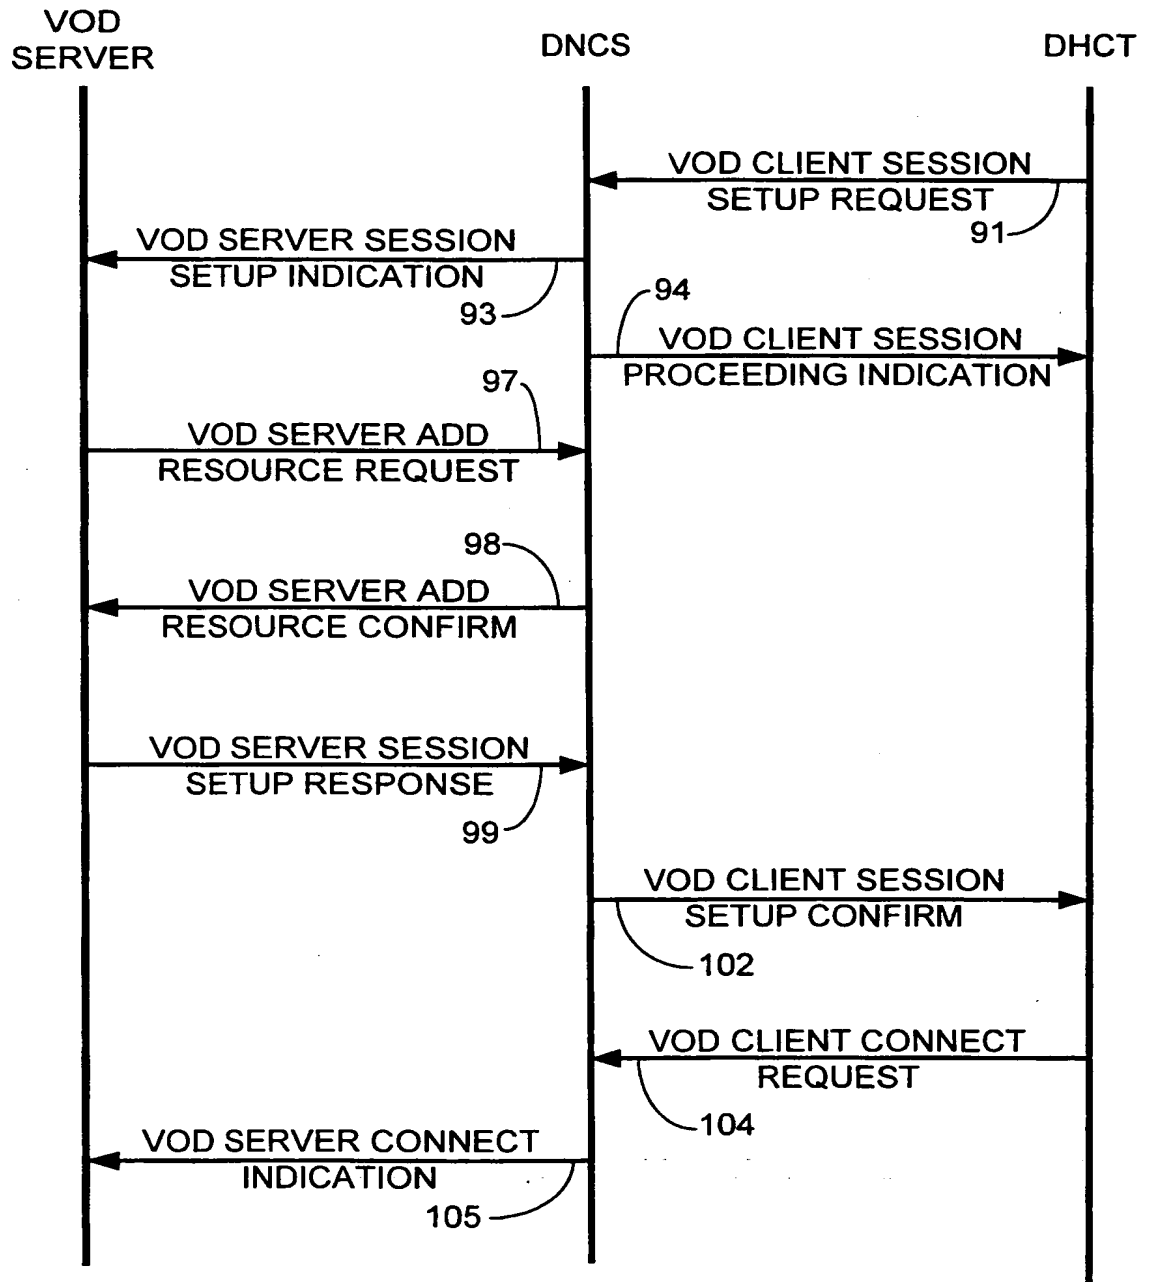 VOD
SERVER
DNCS
DHCT
VOD CLIENT SESSION
SETUP REQUEST
91
VOD SERVER SESSION
SETUP INDICATION
93
94
VOD CLIENT SESSION
PROCEEDING INDICATION
97
VOD SERVER ADD
RESOURCE REQUEST
98
VOD SERVER ADD
RESOURCE CONFIRM
VOD SERVER SESSION
SETUP RESPONSE
99
VOD CLIENT SESSION
SETUP CONFIRM
102
VOD CLIENT CONNECT
REQUEST
104
VOD SERVER CONNECT
INDICATION
105